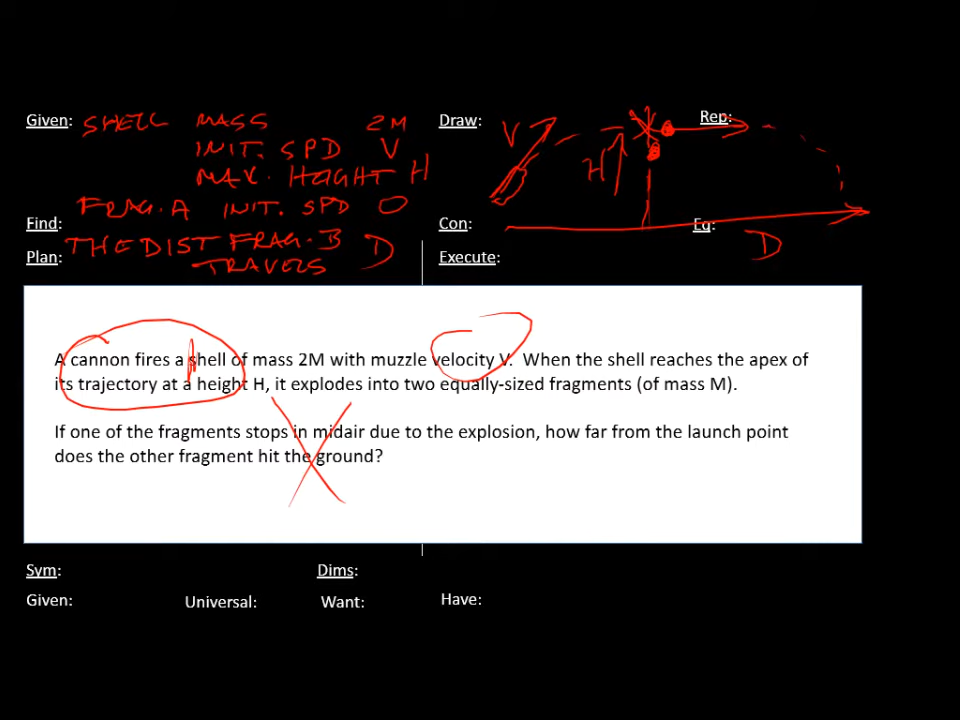 Given: SHELL MASS 2M
INIT. SPD V
MAX. HEIGHT H
FRAG. A INIT. SPD 0
Find:
THE DIST FRAG. B
Plan:
TRAVELS D
Draw:
V
H
Rep:
Con:
Eq:
D
Execute:
A cannon fires a shell of mass 2M with muzzle velocity V. When the shell reaches the apex of
its trajectory at a height H, it explodes into two equally-sized fragments (of mass M).
If one of the fragments stops in midair due to the explosion, how far from the launch point
does the other fragment hit the ground?
Sym:
Dims:
Given:
Universal:
Want:
Have: